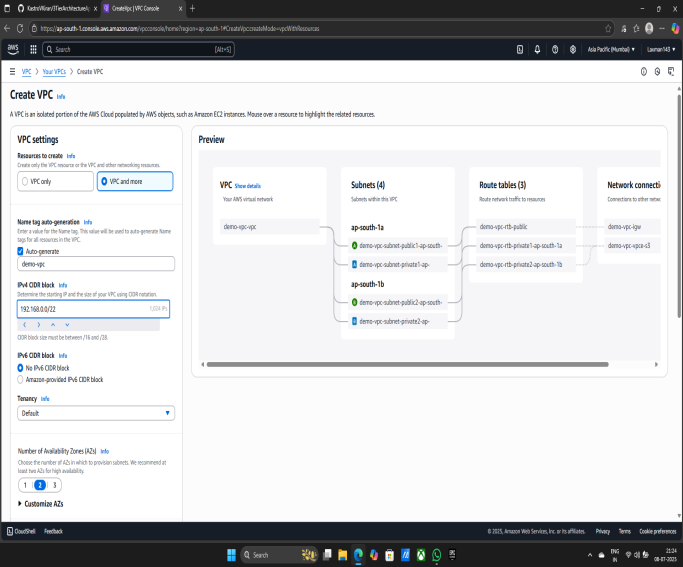 KastroVKiran/3TierArchitecture/
CreateVpc | VPC Console
https://ap-south-1.console.aws.amazon.com/vpcconsole/home?region=ap-south-1#CreateVpc:createMode=vpcWithResources
aws
Search
[Alt+S]
Asia Pacific (Mumbai)
Laxman143
VPC
Your VPCs
Create VPC
Create VPC Info
A VPC is an isolated portion of the AWS Cloud populated by AWS objects, such as Amazon EC2 instances. Mouse over a resource to highlight the related resources.
VPC settings
Resources to create Info
Create only the VPC resource or the VPC and other networking resources.
VPC only
VPC and more
Name tag auto-generation Info
Enter a value for the Name tag. This value will be used to auto-generate Name
tags for all resources in the VPC.
Auto-generate
demo-vpc
IPv4 CIDR block Info
Determine the starting IP and the size of your VPC using CIDR notation.
192.168.0.0/22
1,024 IPs
CIDR block size must be between /16 and /28.
IPv6 CIDR block Info
No IPv6 CIDR block
Amazon-provided IPv6 CIDR block
Tenancy Info
Default
Number of Availability Zones (AZs) Info
Choose the number of AZs in which to provision subnets. We recommend at
least two AZs for high availability.
1
2
3
Customize AZs
Preview
VPC Show details
Your AWS virtual network
demo-vpc-vpc
Subnets (4)
Subnets within this VPC
ap-south-1a
A demo-vpc-subnet-public1-ap-south-
A demo-vpc-subnet-private1-ap-
ap-south-1b
B demo-vpc-subnet-public2-ap-south-
B demo-vpc-subnet-private2-ap-
Route tables (3)
Route network traffic to resources
demo-vpc-rtb-public
demo-vpc-rtb-private1-ap-south-1a
demo-vpc-rtb-private2-ap-south-1b
Network connecti
Connections to other netwo
demo-vpc-igw
demo-vpc-vpce-s3
CloudShell
Feedback
© 2025, Amazon Web Services, Inc. or its affiliates.
Privacy
Terms
Cookie preferences
Search
ENG
IN
21:24
08-07-2025